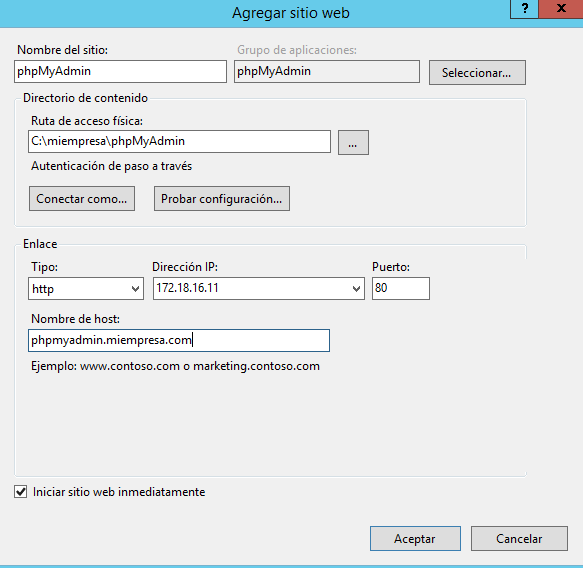 Agregar sitio web
? x
Nombre del sitio: Grupo de aplicaciones:
phpMyAdmin phpMyAdmin Seleccionar...
Directorio de contenido
Ruta de acceso física:
C:\miempresa\phpMyAdmin ...
Autenticación de paso a través
Conectar como... Probar configuración...
Enlace
Tipo: Dirección IP: Puerto:
http 172.18.16.11 80
Nombre de host:
phpmyadmin.miempresa.com
Ejemplo: www.contoso.com o marketing.contoso.com
Iniciar sitio web inmediatamente
Aceptar Cancelar